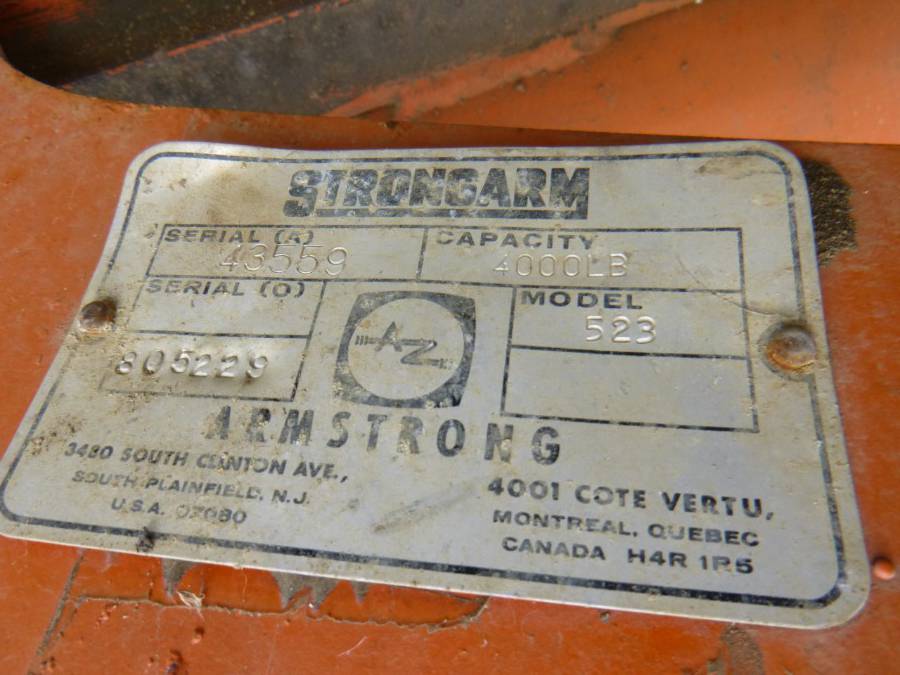 STRONGARM
SERIAL (A) CAPACITY
43559 4000LB
SERIAL (O) MODEL
523
805229
AZ
ARMSTRONG
3480 SOUTH CLINTON AVE.,
SOUTH PLAINFIELD, N.J.
U.S.A. 07080
4001 COTE VERTU,
MONTREAL, QUEBEC
CANADA H4R 1R5